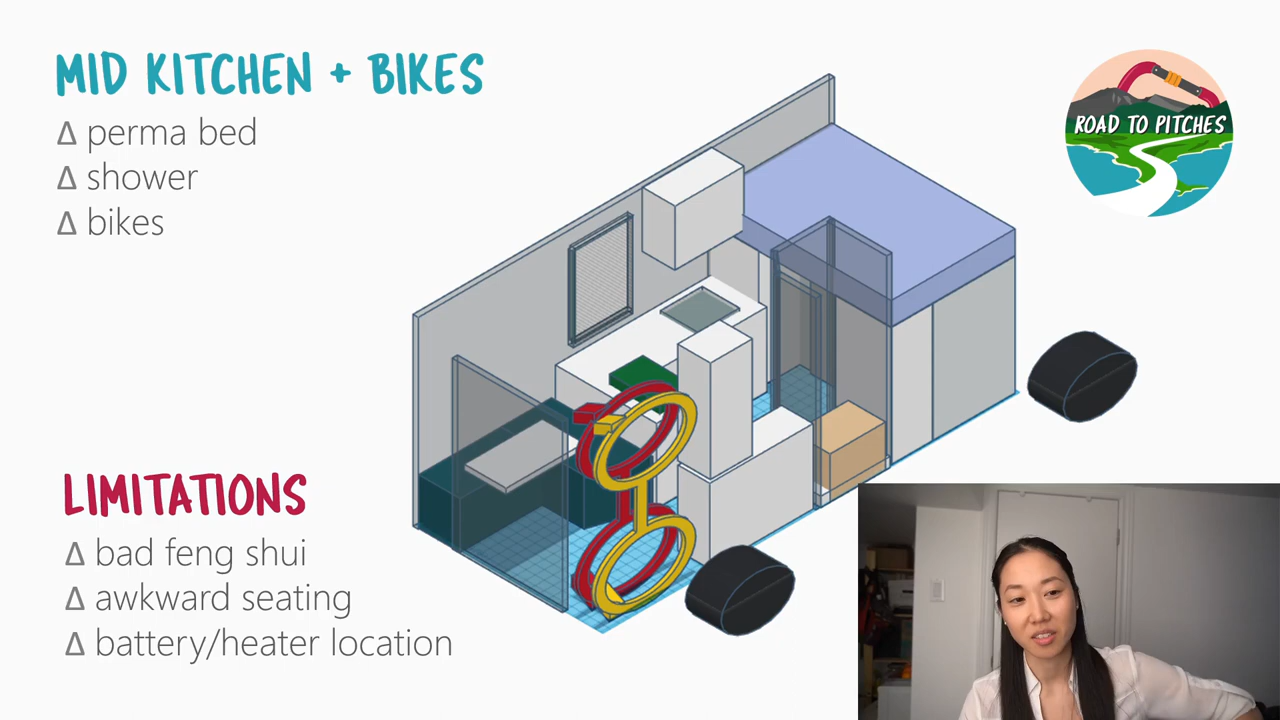 MID KITCHEN + BIKES
Δ perma bed
Δ shower
Δ bikes
ROAD TO PITCHES
LIMITATIONS
Δ bad feng shui
Δ awkward seating
Δ battery/heater location